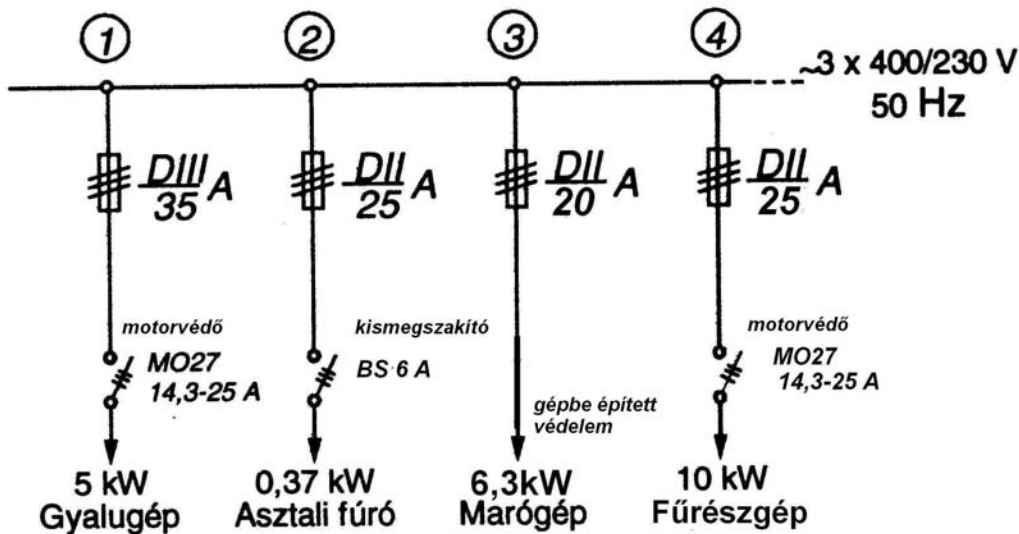 1 2 3 4
~3 x 400/230 V
50 Hz
DIII
35 A
DII
25 A
DII
20 A
DII
25 A
motorvédő
MO27
14,3-25 A
kismegszakító
BS 6 A
gépbe épített
védelem
motorvédő
MO27
14,3-25 A
5 kW
Gyalugép
0,37 kW
Asztali fúró
6,3kW
Marógép
10 kW
Fűrészgép